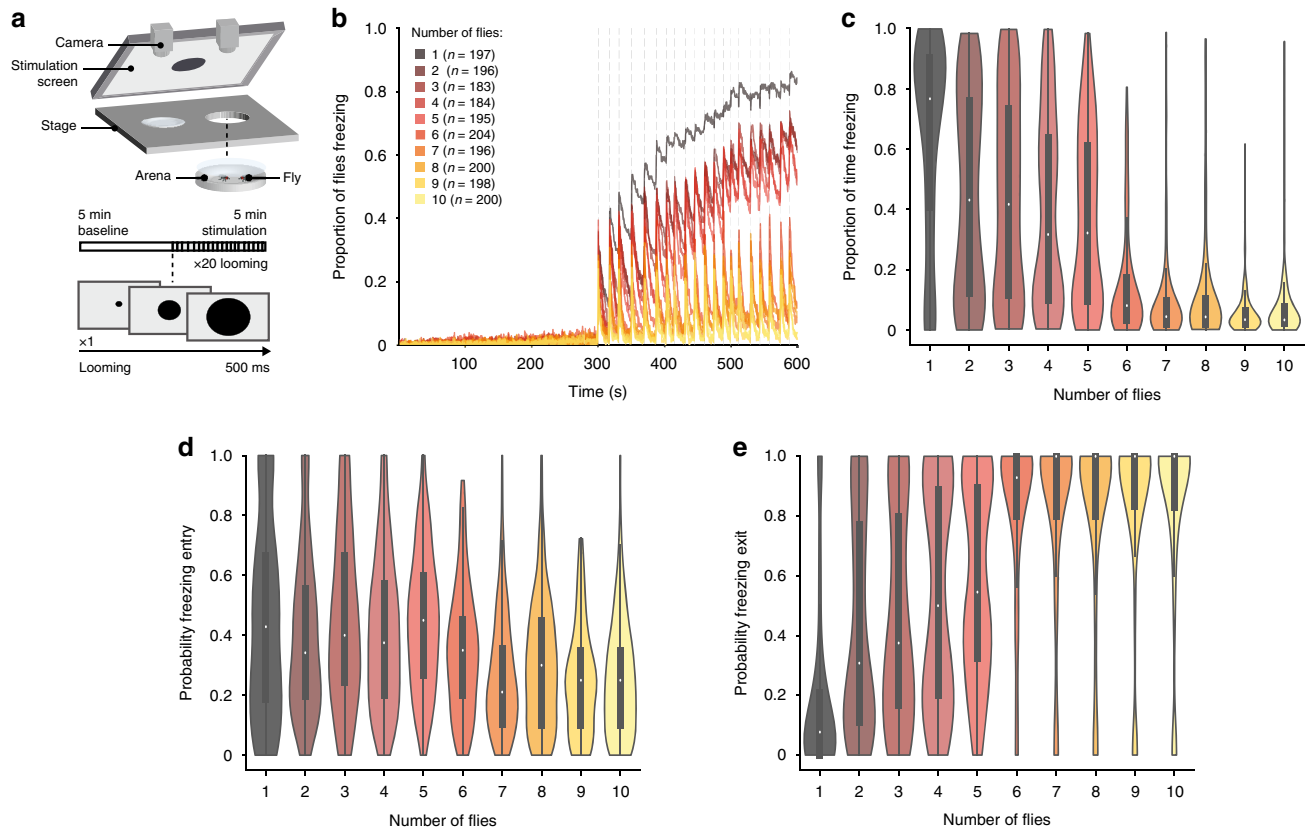 a
Camera
Stimulation
screen
Stage
Arena
Fly
5 min
baseline
5 min
stimulation
×20 looming
×1
Looming
500 ms
b
Proportion of flies freezing
1.0
0.8
0.6
0.4
0.2
0
Number of flies:
1 (n = 197)
2 (n = 196)
3 (n = 183)
4 (n = 184)
5 (n = 195)
6 (n = 204)
7 (n = 196)
8 (n = 200)
9 (n = 198)
10 (n = 200)
100 200 300 400 500 600
Time (s)
c
Proportion of time freezing
1.0
0.8
0.6
0.4
0.2
0
1 2 3 4 5 6 7 8 9 10
Number of flies
d
Probability freezing entry
1.0
0.8
0.6
0.4
0.2
0
1 2 3 4 5 6 7 8 9 10
Number of flies
e
Probability freezing exit
1.0
0.8
0.6
0.4
0.2
0
1 2 3 4 5 6 7 8 9 10
Number of flies